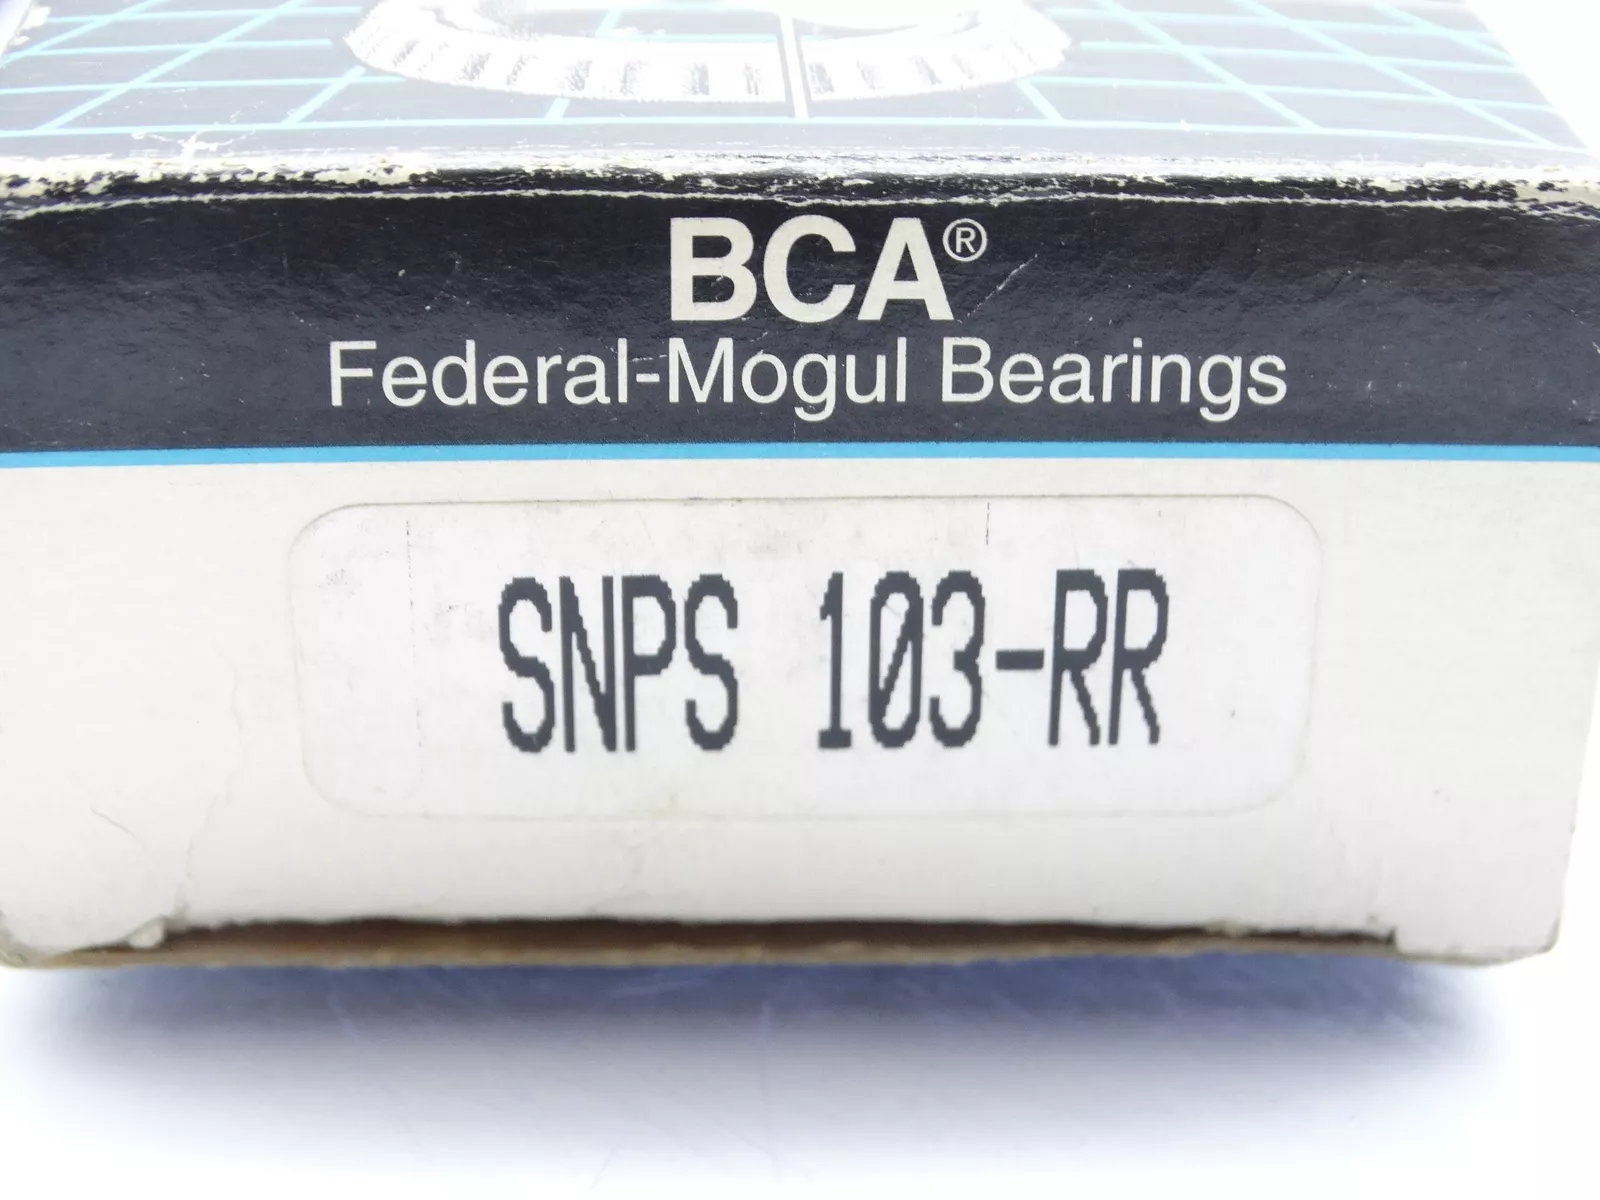 BCA®
Federal-Mogul Bearings
SNPS 103-RR